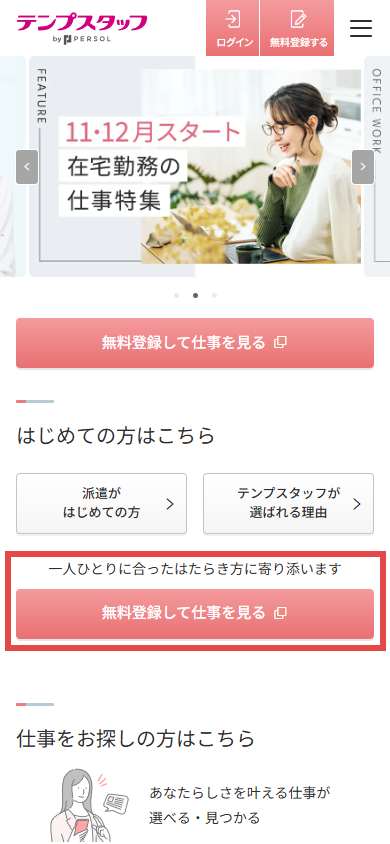 テンプスタッフ
by PERSOL
ログイン
無料登録する
FEATURE
11・12月スタート
在宅勤務の
仕事特集
OFFICE WORK
無料登録して仕事を見る
はじめての方はこちら
派遣が
はじめての方
テンプスタッフが
選ばれる理由
一人ひとりに合ったはたらき方に寄り添います
無料登録して仕事を見る
仕事をお探しの方はこちら
あなたらしさを叶える仕事が
選べる・見つかる